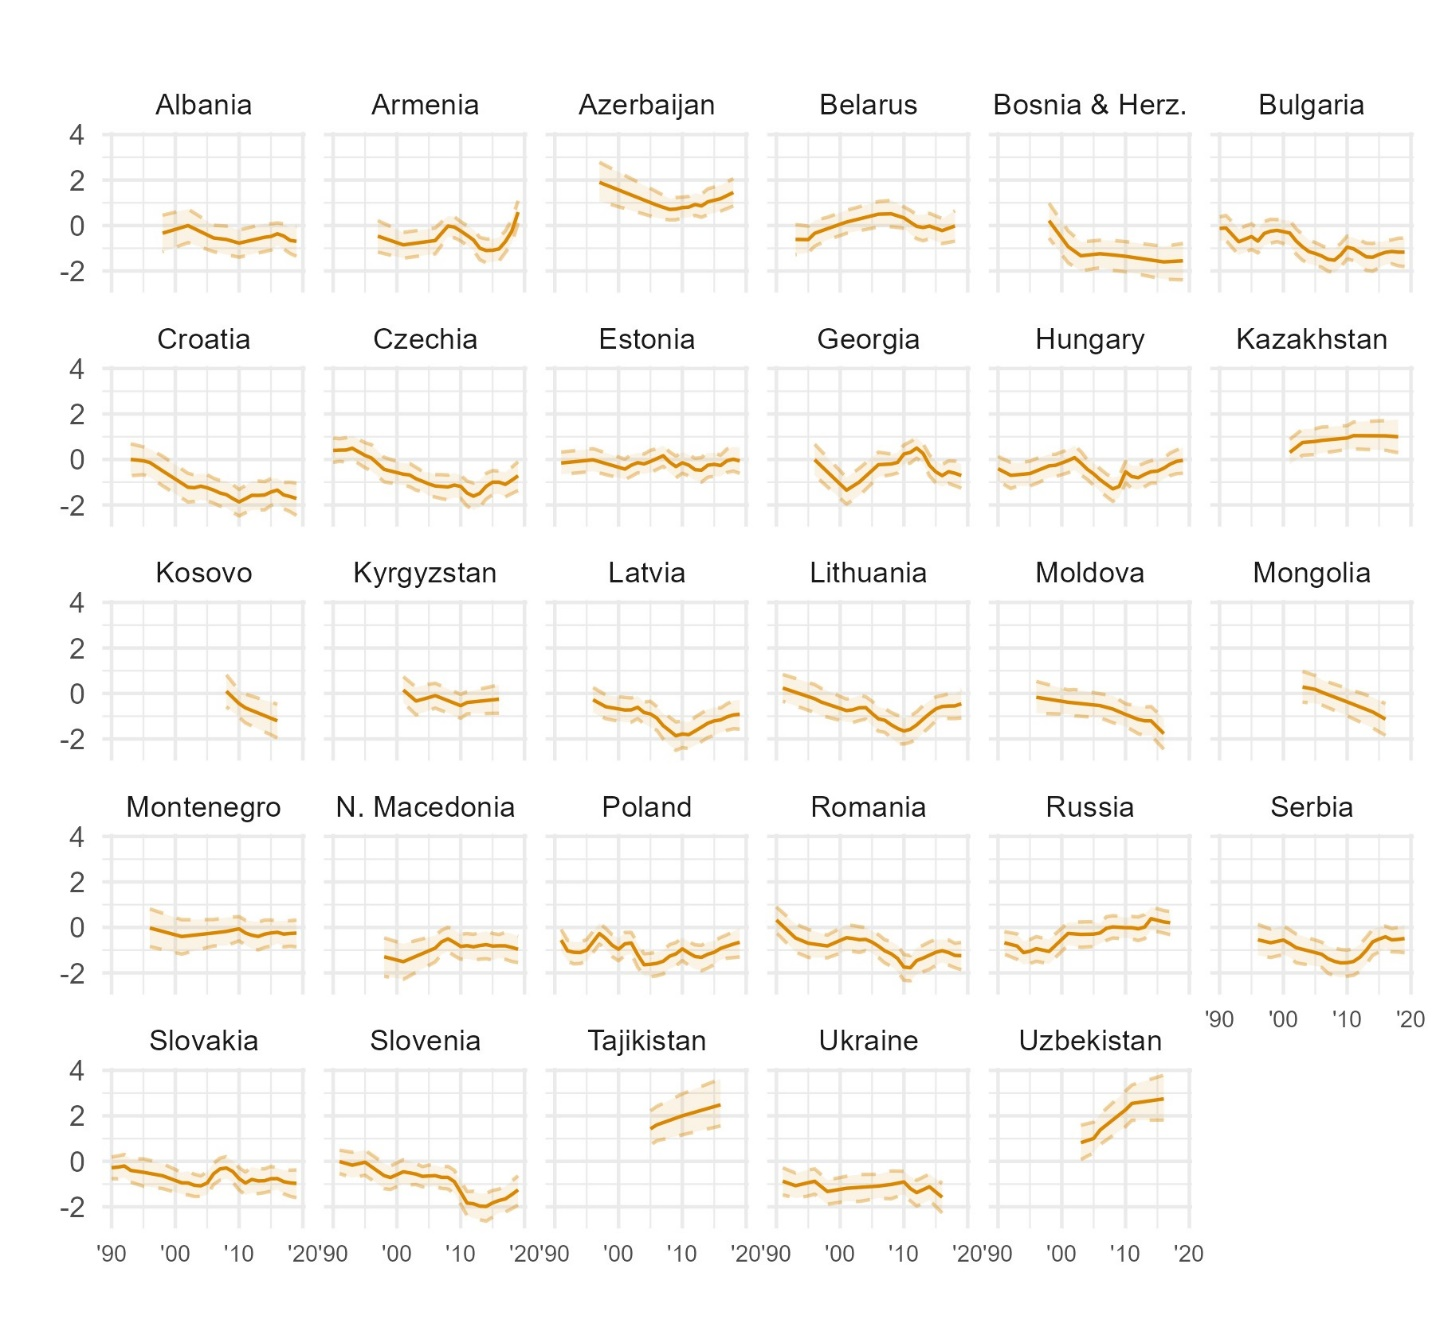 Albania Armenia Azerbaijan Belarus Bosnia & Herz. Bulgaria
4
2
0
-2
Croatia Czechia Estonia Georgia Hungary Kazakhstan
4
2
0
-2
Kosovo Kyrgyzstan Latvia Lithuania Moldova Mongolia
4
2
0
-2
Montenegro N. Macedonia Poland Romania Russia Serbia
4
2
0
-2
'90 '00 '10 '20
Slovakia Slovenia Tajikistan Ukraine Uzbekistan
4
2
0
-2
'90 '00 '10 '20 '90 '00 '10 '20 '90 '00 '10 '20 '90 '00 '10 '20 '90 '00 '10 '20